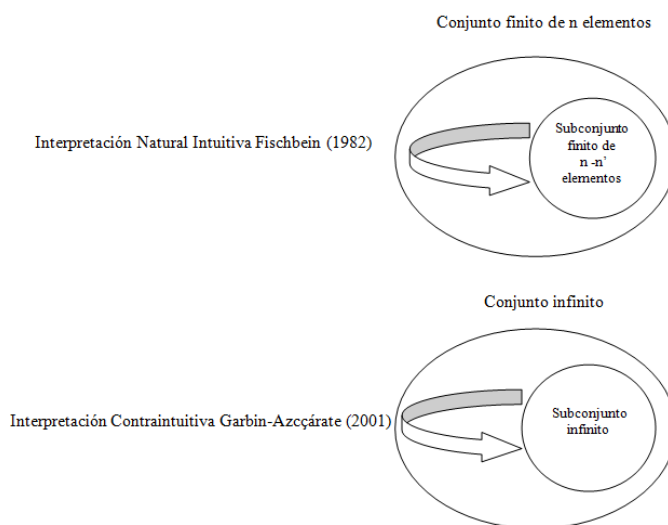 Conjunto finito de n elementos
Interpretación Natural Intuitiva Fischbein (1982)
Subconjunto
finito de
n -n'
elementos
Conjunto infinito
Interpretación Contraintuitiva Garbin-Azcçárate (2001)
Subconjunto
infinito